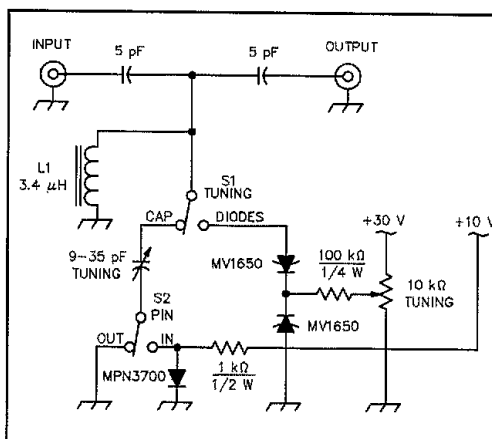 INPUT
5 pF
5 pF
OUTPUT
L1
3.4 μH
S1
TUNING
CAP
DIODES
+30 V
+10 V
9–35 pF
TUNING
MV1650
100 kΩ
1/4 W
10 kΩ
TUNING
S2
PIN
MV1650
OUT
IN
MPN3700
1 kΩ
1/2 W